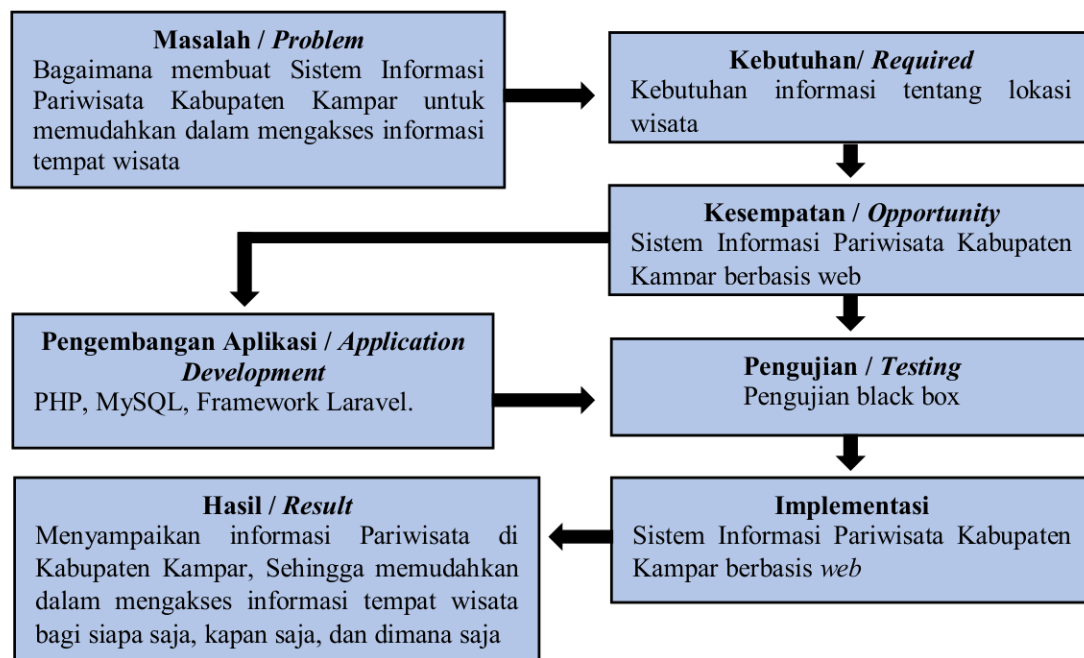 Masalah / Problem
Bagaimana membuat Sistem Informasi
Pariwisata Kabupaten Kampar untuk
memudahkan dalam mengakses informasi
tempat wisata
Kebutuhan/ Required
Kebutuhan informasi tentang lokasi
wisata
Kesempatan / Opportunity
Sistem Informasi Pariwisata Kabupaten
Kampar berbasis web
Pengembangan Aplikasi / Application
Development
PHP, MySQL, Framework Laravel.
Pengujian / Testing
Pengujian black box
Implementasi
Sistem Informasi Pariwisata Kabupaten
Kampar berbasis web
Hasil / Result
Menyampaikan informasi Pariwisata di
Kabupaten Kampar, Sehingga memudahkan
dalam mengakses informasi tempat wisata
bagi siapa saja, kapan saja, dan dimana saja